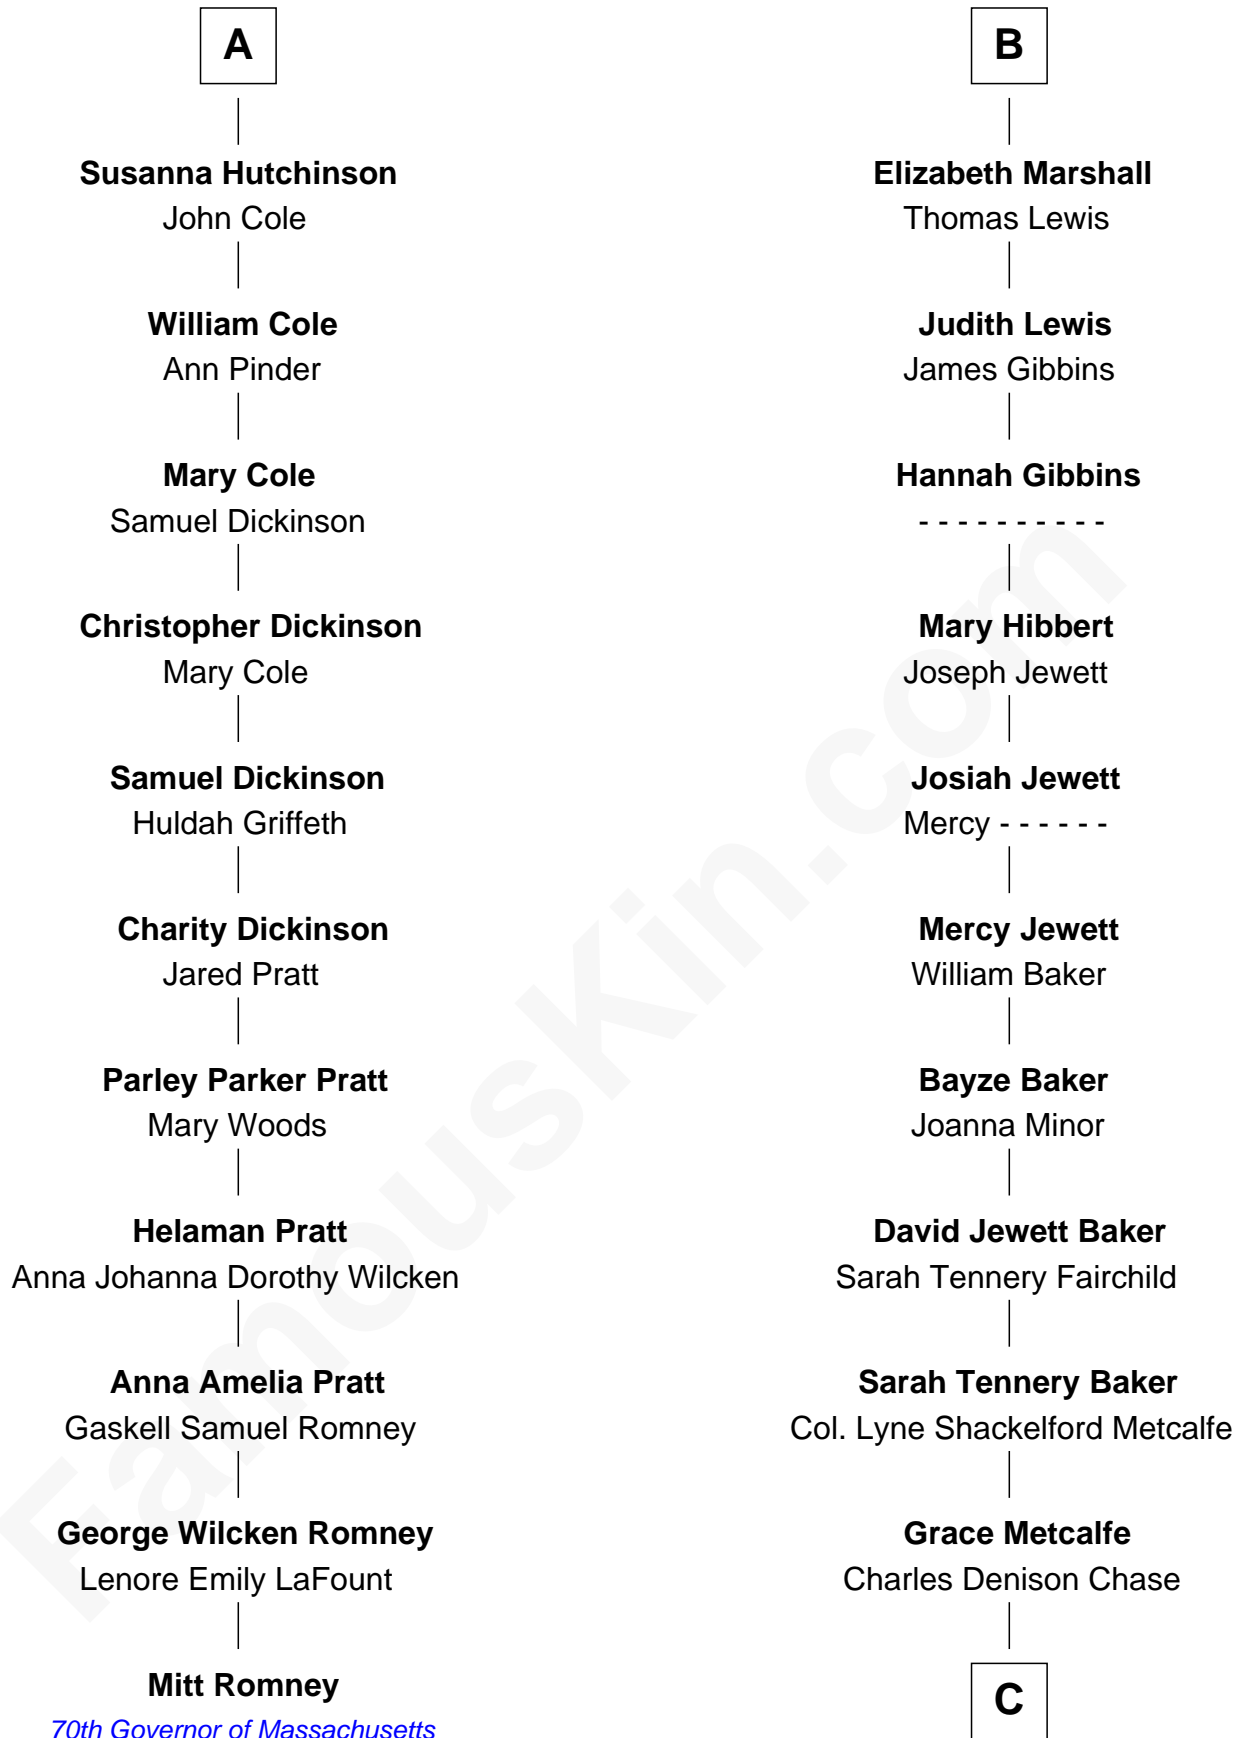 A
Susanna Hutchinson
John Cole
William Cole
Ann Pinder
Mary Cole
Samuel Dickinson
Christopher Dickinson
Mary Cole
Samuel Dickinson
Huldah Griffeth
Charity Dickinson
Jared Pratt
Parley Parker Pratt
Mary Woods
Helaman Pratt
Anna Johanna Dorothy Wilcken
Anna Amelia Pratt
Gaskell Samuel Romney
George Wilcken Romney
Lenore Emily LaFount
Mitt Romney
70th Governor of Massachusetts
B
Elizabeth Marshall
Thomas Lewis
Judith Lewis
James Gibbins
Hannah Gibbins
- - - - - - - - - -
Mary Hibbert
Joseph Jewett
Josiah Jewett
Mercy - - - - - -
Mercy Jewett
William Baker
Bayze Baker
Joanna Minor
David Jewett Baker
Sarah Tennery Fairchild
Sarah Tennery Baker
Col. Lyne Shackelford Metcalfe
Grace Metcalfe
Charles Denison Chase
C
FamousKin.com